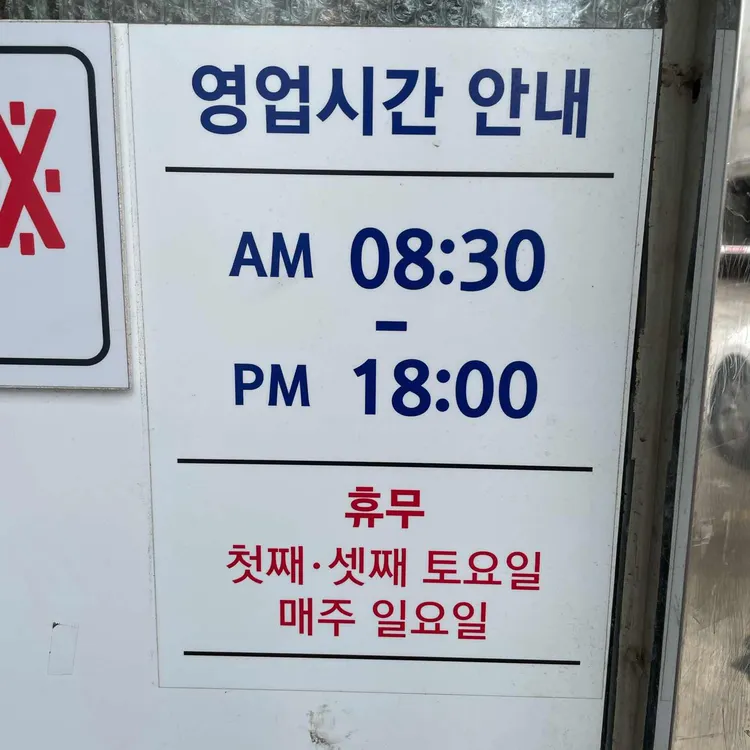 영업시간 안내
AM 08:30
-
PM 18:00
휴무
첫째·셋째 토요일
매주 일요일